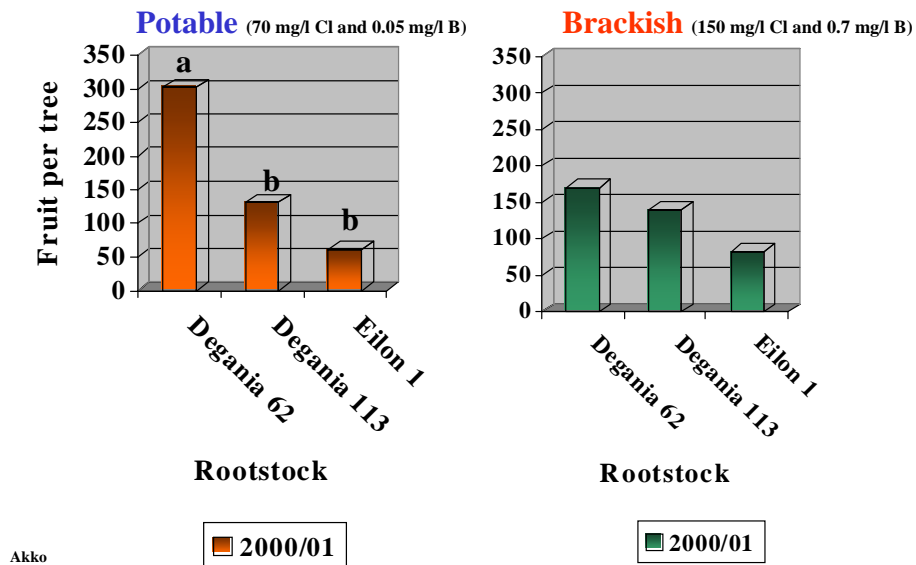 Potable (70 mg/l Cl and 0.05 mg/l B)
350
300
250
200
150
100
50
0
Fruit per tree
a
b
b
Degania 62
Degania 113
Eilon 1
Rootstock
2000/01
Brackish (150 mg/l Cl and 0.7 mg/l B)
350
300
250
200
150
100
50
0
Degania 62
Degania 113
Eilon 1
Rootstock
2000/01
Akko